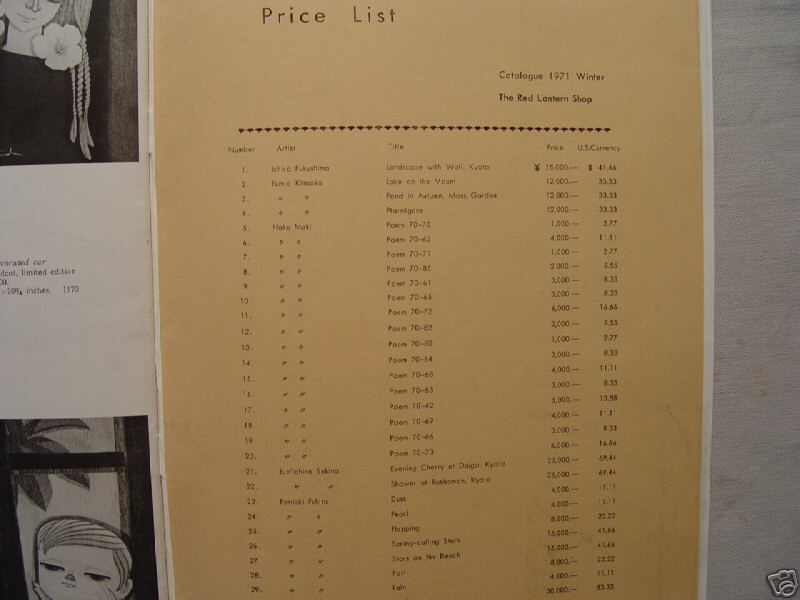 Price List
Catalogue 1971 Winter
The Red Lantern Shop
Number Artist Title Price U.S.Currency
1. Ichiro Fukushima Landscape with Wall, Kyoto ¥ 15,000.— $ 41.66
2. Fumio Kitaoka Lake on the Mount 12,000.— 33.33
3. 〃 〃 Pond in Autumn, Moss Garden 12,000.— 33.33
4. 〃 〃 Ptarmigans 12,000.— 33.33
5. Haku Maki Poem 70-70 1,000.— 2.77
6. 〃 〃 Poem 70-62 4,000.— 11.11
7. 〃 〃 Poem 70-71 1,000.— 2.77
8. 〃 〃 Poem 70-85 2,000.— 5.55
9. 〃 〃 Poem 70-61 3,000.— 8.33
10. 〃 〃 Poem 70-65 3,000.— 8.33
11. 〃 〃 Poem 70-72 6,000.— 16.66
12. 〃 〃 Poem 70-82 2,000.— 5.55
13. 〃 〃 Poem 70-80 1,000.— 2.77
14. 〃 〃 Poem 70-64 3,000.— 8.33
15. 〃 〃 Poem 70-68 4,000.— 11.11
16. 〃 〃 Poem 70-63 3,000.— 8.33
17. 〃 〃 Poem 70-42 5,000.— 13.88
18. 〃 〃 Poem 70-69 4,000.— 11.11
19. 〃 〃 Poem 70-66 3,000.— 8.33
20. 〃 〃 Poem 70-73 6,000.— 16.66
21. Jun'ichiro Sekino Evening Cherry at Daigo Kyoto 25,000.— 69.44
22. 〃 〃 Shower at Rashomon, Kyoto 25,000.— 69.44
23. Fumiaki Fukita Dusk 4,000.— 11.11
24. 〃 〃 Pearl 4,000.— 11.11
25. 〃 〃 Flapping 8,000.— 22.22
26. 〃 〃 Spring-calling Stars 15,000.— 41.66
27 〃 〃 Stars on the Beach 15,000.— 41.66
28. 〃 〃 8,000.— 22.22
29. 〃 〃 Rain 4,000.— 11.11
30,000.— 83.33
corated car
dcut, limited edition
00.
×20¾ inches. 1970